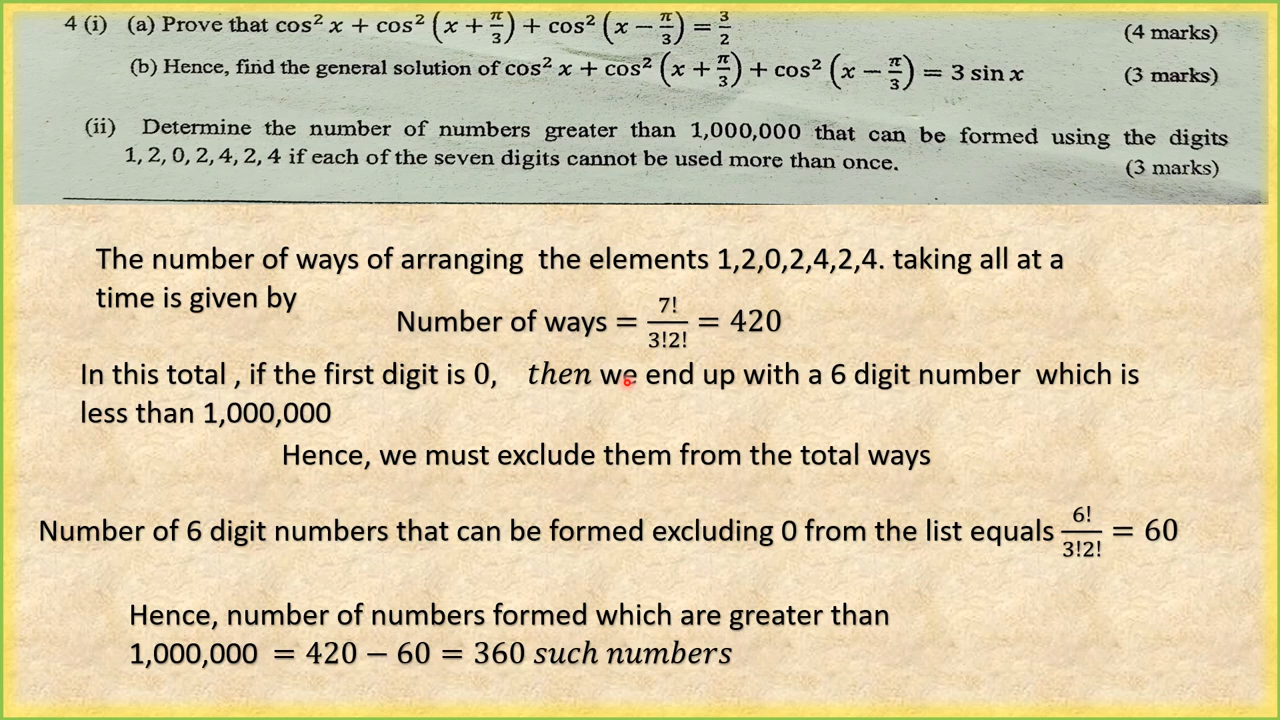 4 (i) (a) Prove that cos² x + cos² (x + π/3) + cos² (x − π/3) = 3/2 (4 marks)
(b) Hence, find the general solution of cos² x + cos² (x + π/3) + cos² (x − π/3) = 3 sin x (3 marks)
(ii) Determine the number of numbers greater than 1,000,000 that can be formed using the digits
1, 2, 0, 2, 4, 2, 4 if each of the seven digits cannot be used more than once. (3 marks)
The number of ways of arranging the elements 1,2,0,2,4,2,4. taking all at a
time is given by
Number of ways = 7!/3!2! = 420
In this total , if the first digit is 0, then we end up with a 6 digit number which is
less than 1,000,000
Hence, we must exclude them from the total ways
Number of 6 digit numbers that can be formed excluding 0 from the list equals 6!/3!2! = 60
Hence, number of numbers formed which are greater than
1,000,000 = 420 − 60 = 360 such numbers